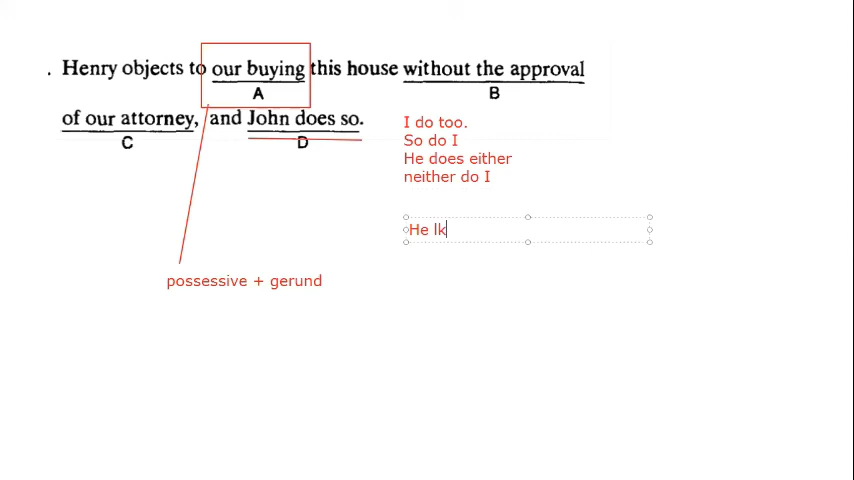 . Henry objects to our buying this house without the approval
A
B
of our attorney, and John does so.
C
D
I do too.
So do I
He does either
neither do I
He lk
possessive + gerund